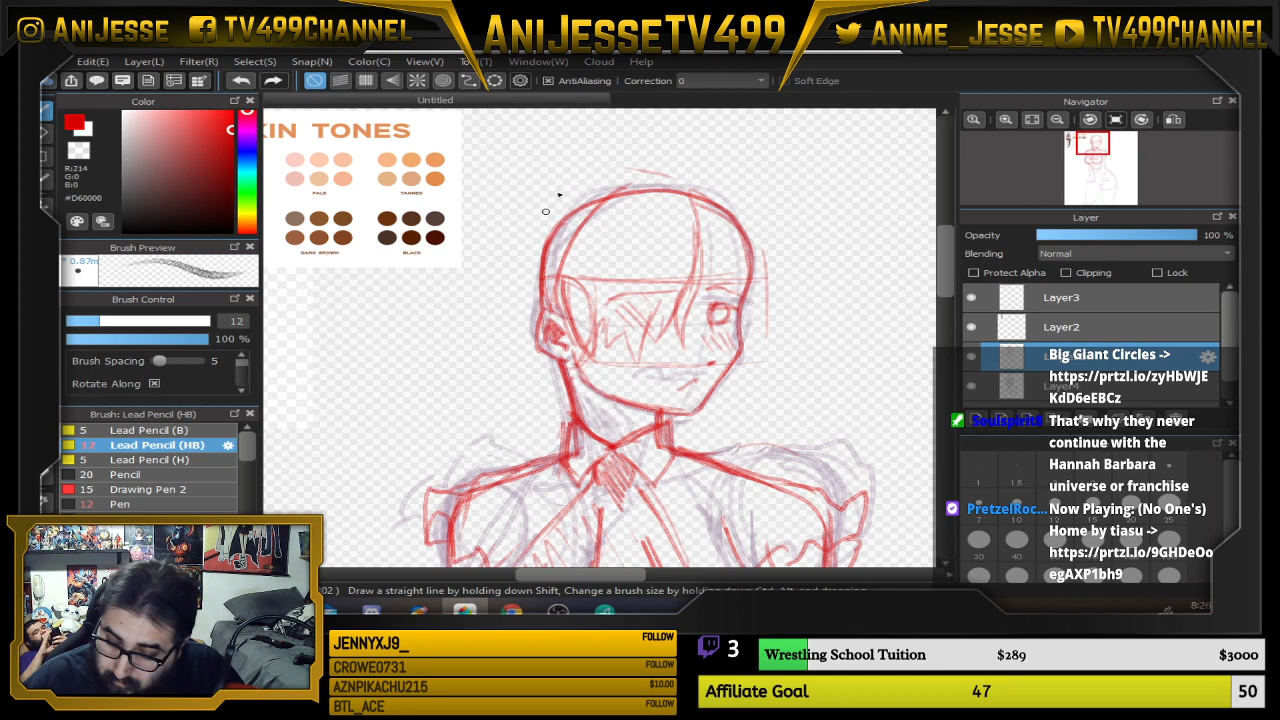 ANIJESSE
TV499CHANNEL
ANIJESSETV499
ANIME_JESSE
TV499CHANNEL
Edit(E)
Layer(L)
Filter(R)
Select(S)
Snap(N)
Color(C)
View(V)
Window(W)
Cloud
Help
AntiAliasing
Correction 0
Soft Edge
Color
Untitled
Navigator
R:214
G:0
B:0
#D60000
TONES
PALE
TANNED
DARK BROWN
BLACK
Brush Preview
Brush Control
12
100 %
Brush Spacing
5
Rotate Along
Brush: Lead Pencil (HB)
5 Lead Pencil (B)
12 Lead Pencil (HB)
5 Lead Pencil (H)
20 Pencil
15 Drawing Pen 2
12 Pen
Layer
Opacity
100 %
Blending
Normal
Protect Alpha
Clipping
Lock
Layer3
Layer2
Big Giant Circles ->
https://prtzl.io/zyHbWJE
KdD6eEBCz
That's why they never
continue with the
Hannah Barbara
universe or franchise
PretzelRoc...
Now Playing: (No One's)
Home by tiasu ->
https://prtzl.io/9GHDeOo
egAXP1bh9
Draw a straight line by holding down Shift, Change a brush size by holding down Ctrl, Alt, and dragging
8:26
JENNYXJ9_
FOLLOW
CROWE0731
FOLLOW
AZNPIKACHU215
$10.00
BTL_ACE
FOLLOW
3
Wrestling School Tuition
$289
$3000
Affiliate Goal
47
50